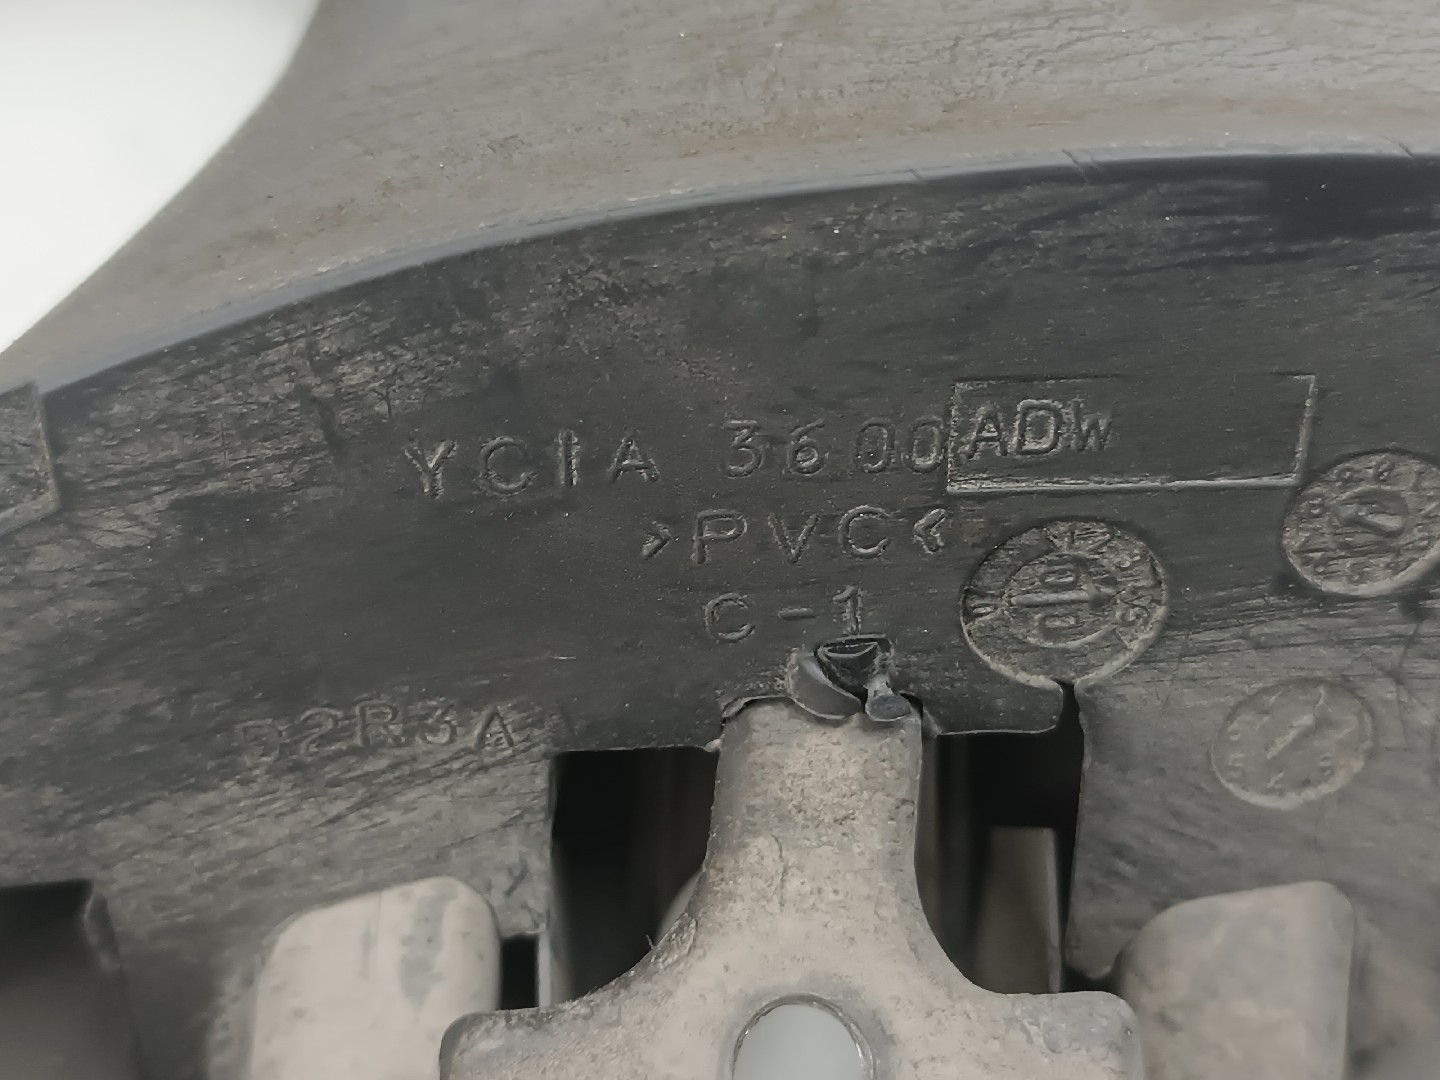 YC1A 3600 ADW
>PVC<
C-1
52R3A